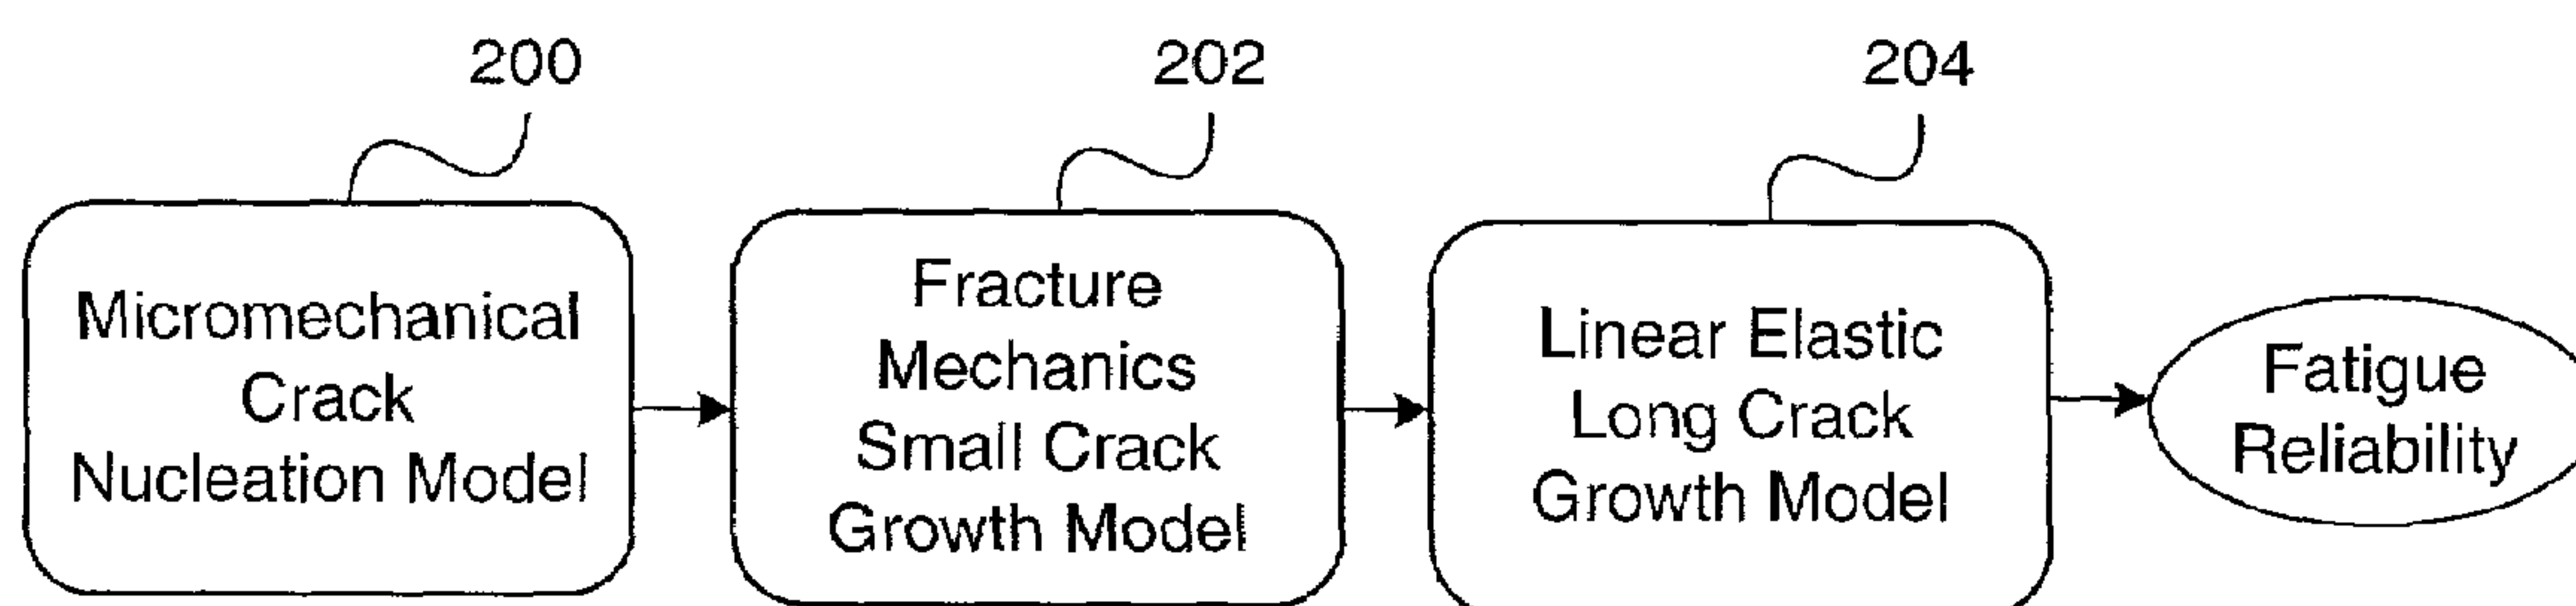 200
202
204
Micromechanical
Crack
Nucleation Model
Fracture
Mechanics
Small Crack
Growth Model
Linear Elastic
Long Crack
Growth Model
Fatigue
Reliability